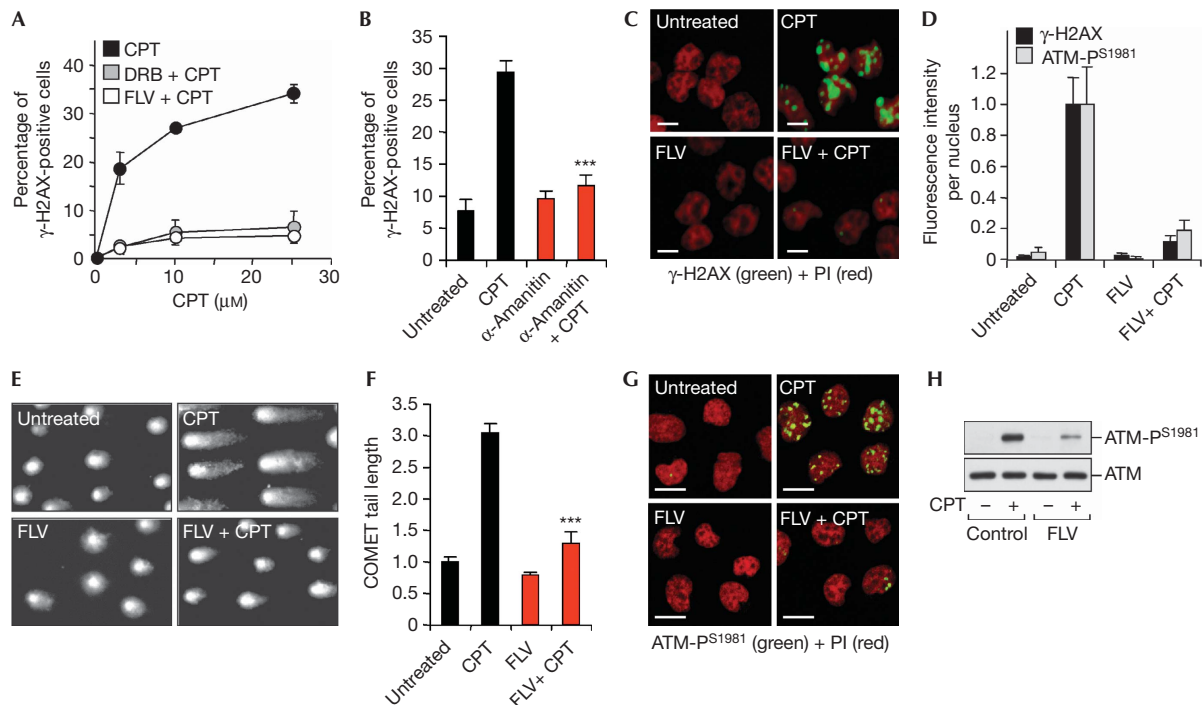 A
CPT
DRB + CPT
FLV + CPT
Percentage of
γ-H2AX-positive cells
40
30
20
10
0
0
10
20
30
CPT (μM)
B
Percentage of
γ-H2AX-positive cells
35
30
25
20
15
10
5
0
***
Untreated
CPT
α-Amanitin
α-Amanitin
+ CPT
C
Untreated
CPT
FLV
FLV + CPT
γ-H2AX (green) + PI (red)
D
γ-H2AX
ATM-P^S1981
Fluorescence intensity
per nucleus
1.2
1.0
0.8
0.6
0.4
0.2
0
Untreated
CPT
FLV
FLV+ CPT
E
Untreated
CPT
FLV
FLV + CPT
F
COMET tail length
3.5
3.0
2.5
2.0
1.5
1.0
0.5
0
***
Untreated
CPT
FLV
FLV+ CPT
G
Untreated
CPT
FLV
FLV + CPT
ATM-P^S1981 (green) + PI (red)
H
ATM-P^S1981
ATM
CPT – + – +
Control FLV